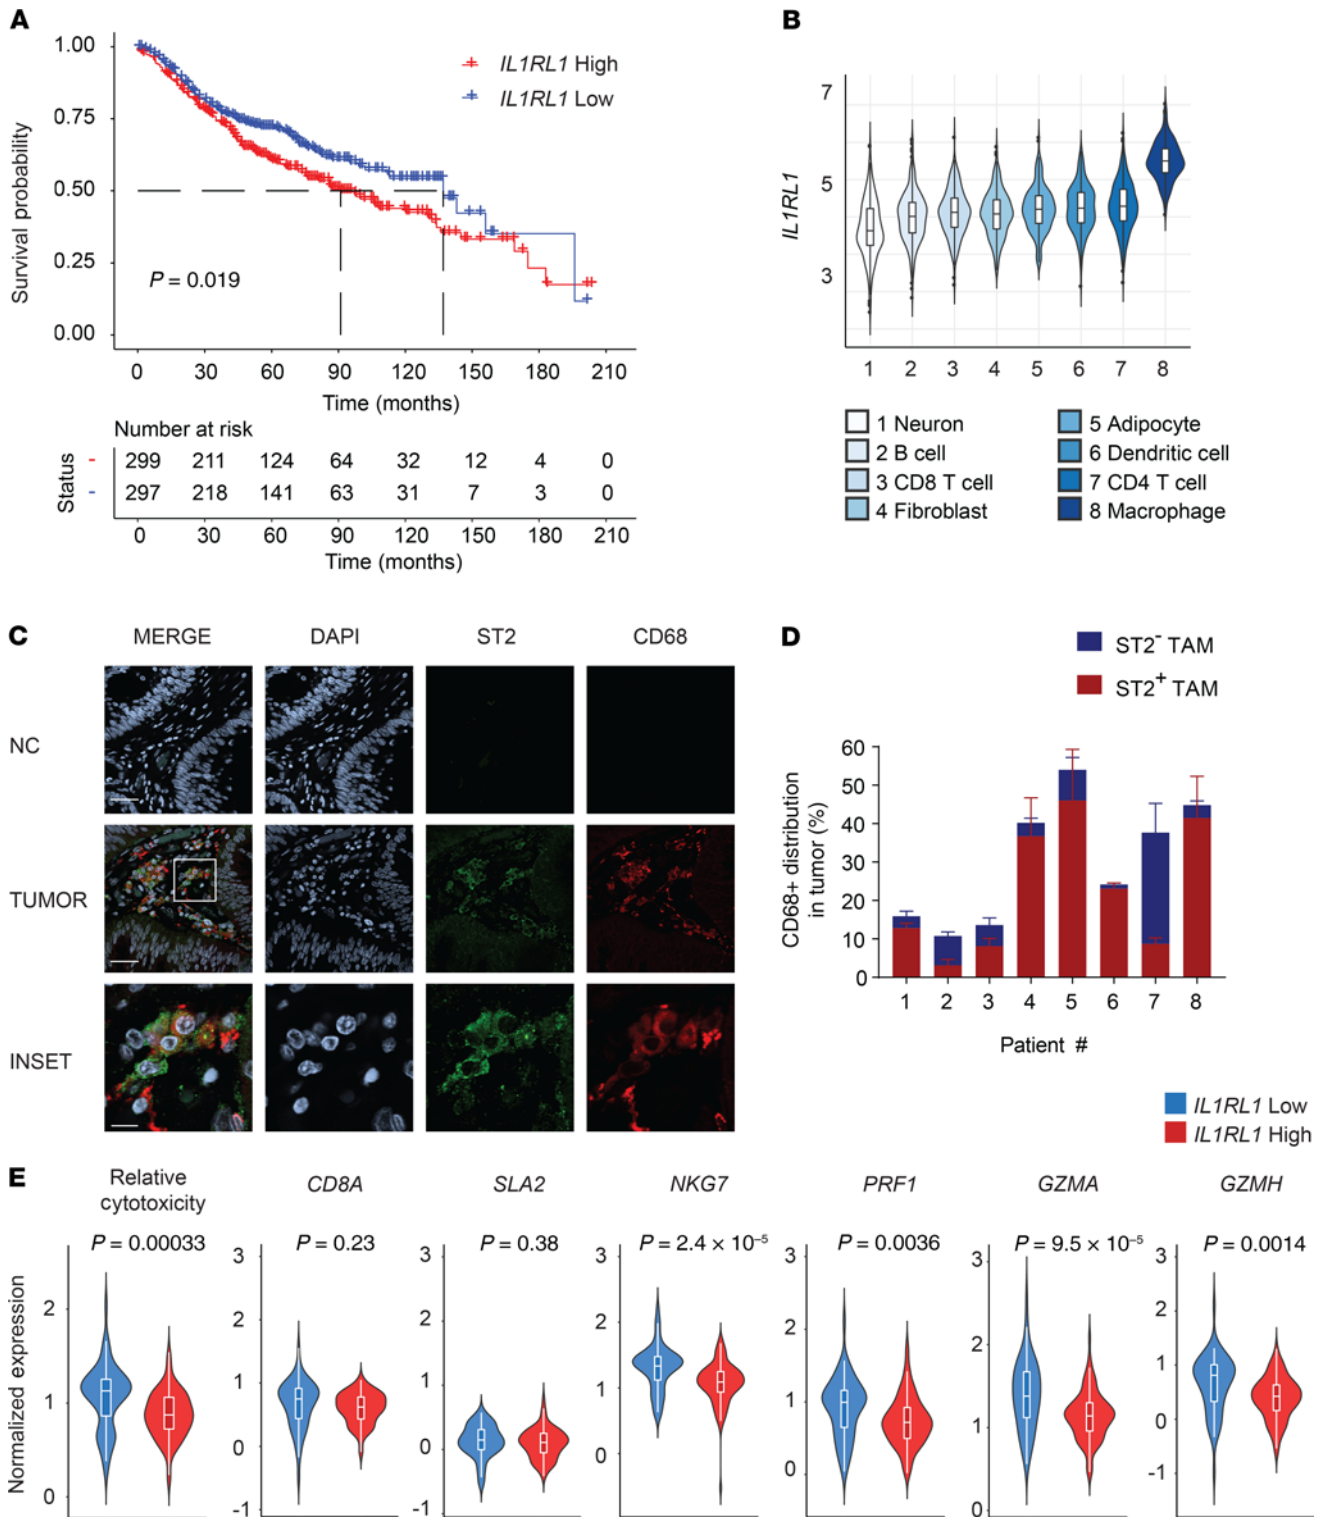 A
1.00
0.75
0.50
0.25
0.00
Survival probability
IL1RL1 High
IL1RL1 Low
P = 0.019
0 30 60 90 120 150 180 210
Time (months)
Number at risk
Status
- 299 211 124 64 32 12 4 0
- 297 218 141 63 31 7 3 0
0 30 60 90 120 150 180 210
Time (months)
B
7
5
3
IL1RL1
1 2 3 4 5 6 7 8
1 Neuron
2 B cell
3 CD8 T cell
4 Fibroblast
5 Adipocyte
6 Dendritic cell
7 CD4 T cell
8 Macrophage
C
MERGE DAPI ST2 CD68
NC
TUMOR
INSET
D
ST2- TAM
ST2+ TAM
CD68+ distribution
in tumor (%)
60
50
40
30
20
10
0
1 2 3 4 5 6 7 8
Patient #
IL1RL1 Low
IL1RL1 High
E
Normalized expression
Relative
cytotoxicity
P = 0.00033
2
1
0
CD8A
P = 0.23
3
2
1
0
-1
SLA2
P = 0.38
3
2
1
0
-1
NKG7
P = 2.4 × 10⁻⁵
3
2
1
0
PRF1
P = 0.0036
3
2
1
0
GZMA
P = 9.5 × 10⁻⁵
3
2
1
0
GZMH
P = 0.0014
3
2
1
0
-1